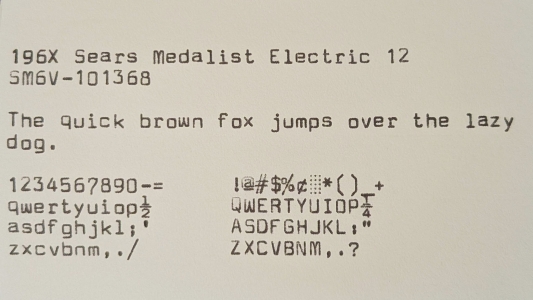 196X Sears Medalist Electric 12
SM6V-101368
The quick brown fox jumps over the lazy
dog.
1234567890-= !@#$%¢░*()_+
qwertyuiop½ QWERTYUIOP¼
asdfghjkl;' ASDFGHJKL:"
zxcvbnm,./ ZXCVBNM,.?